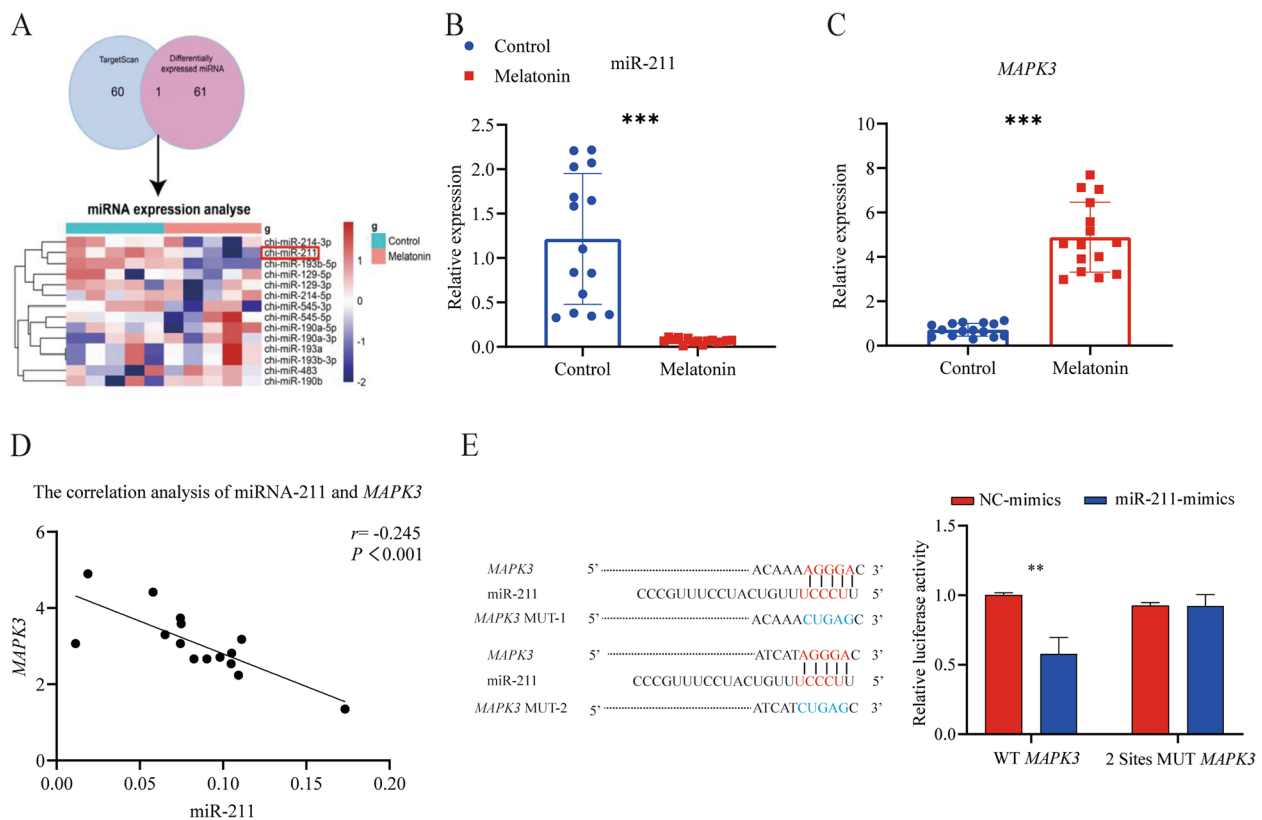 A
TargetScan
Differentially
expressed miRNA
60
1
61
miRNA expression analyse
g
chi-miR-214-3p
chi-miR-211
chi-miR-193b-5p
chi-miR-129-5p
chi-miR-129-3p
chi-miR-214-5p
chi-miR-545-3p
chi-miR-545-5p
chi-miR-190a-5p
chi-miR-190a-3p
chi-miR-193a
chi-miR-193b-3p
chi-miR-483
chi-miR-190b
g
Control
Melatonin
1
0
-1
-2
B
Control
Melatonin
miR-211
***
Relative expression
2.5
2.0
1.5
1.0
0.5
0.0
Control
Melatonin
C
MAPK3
***
Relative expression
10
8
6
4
2
0
Control
Melatonin
D
The correlation analysis of miRNA-211 and MAPK3
r= -0.245
P <0.001
MAPK3
6
4
2
0
0.00
0.05
0.10
0.15
0.20
miR-211
E
MAPK3 5’ ACAAAAGGGAC 3’
miR-211 CCCGUUUCCUACUGUUUCCCUU 5’
MAPK3 MUT-1 5’ ACAAACUGAGC 3’
MAPK3 5’ ATCATAGGGAC 3’
miR-211 CCCGUUUCCUACUGUUUCCCUU 5’
MAPK3 MUT-2 5’ ATCATCUGAGC 3’
NC-mimics
miR-211-mimics
Relative luciferase activity
1.5
1.0
0.5
0.0
**
WT MAPK3
2 Sites MUT MAPK3